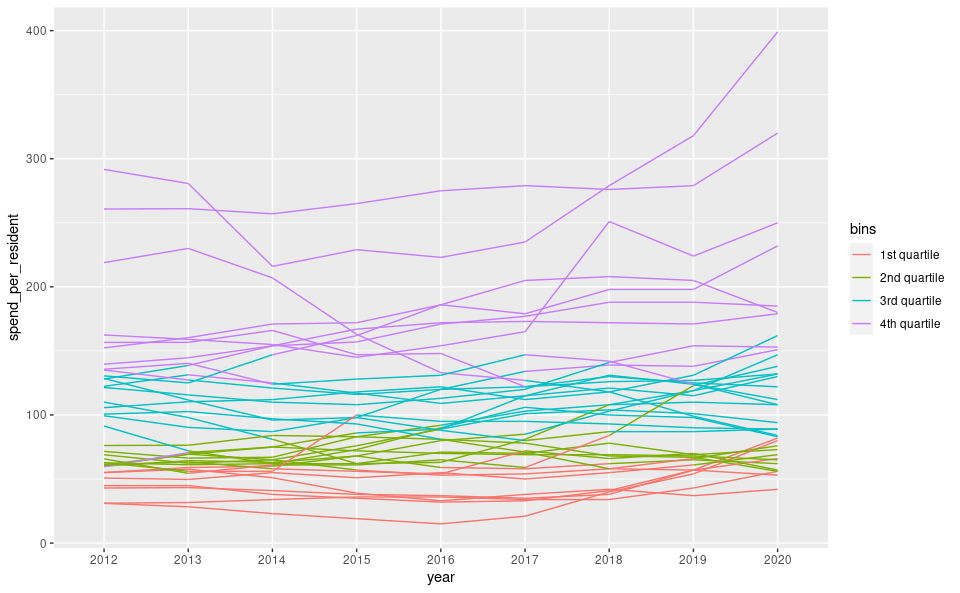 400
300
200
100
0
spend_per_resident
2012 2013 2014 2015 2016 2017 2018 2019 2020
year
bins
1st quartile
2nd quartile
3rd quartile
4th quartile